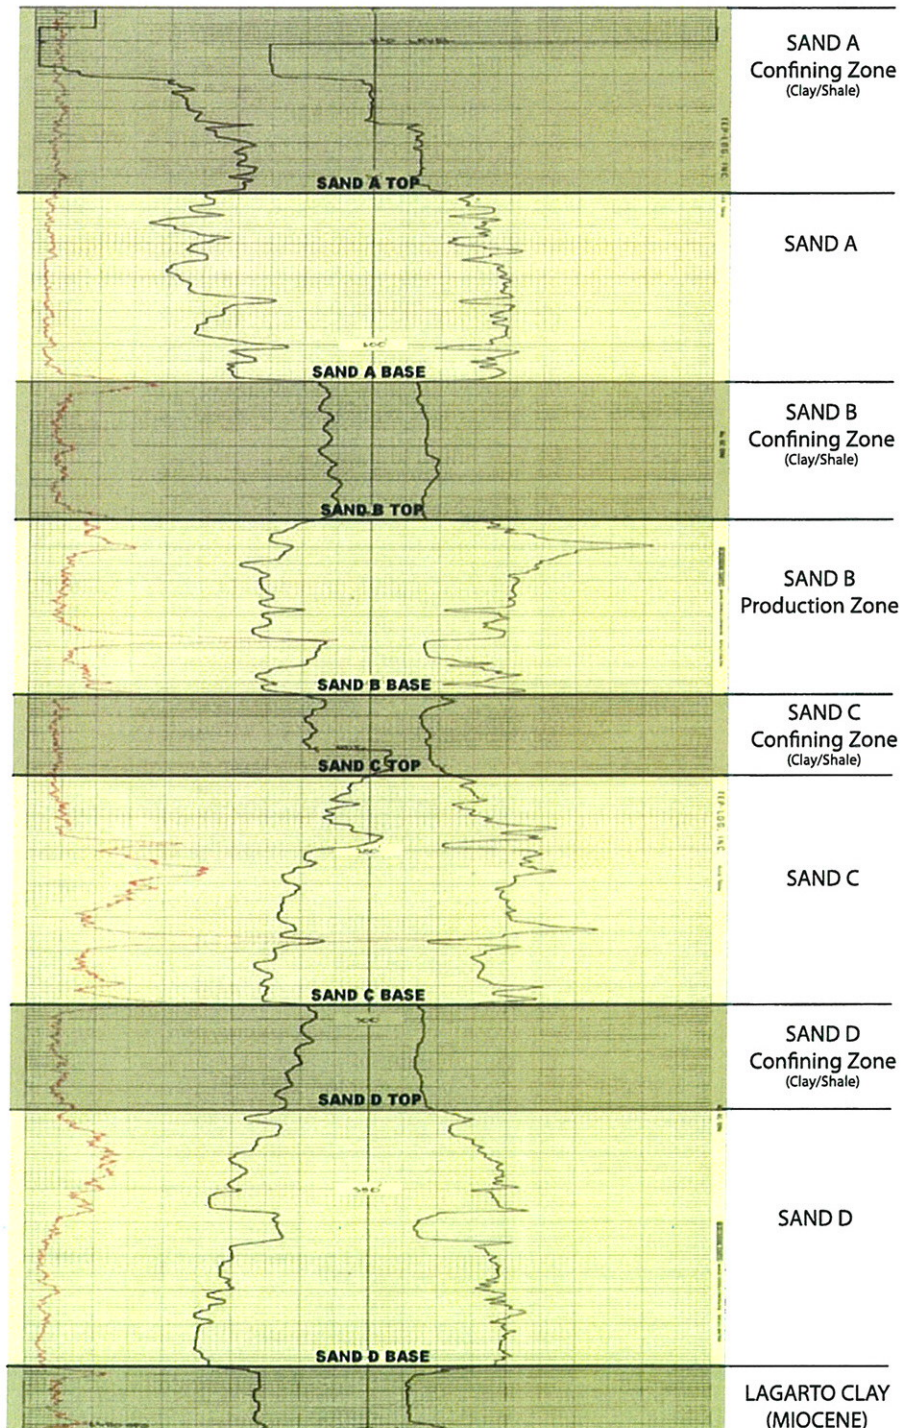 SAND A
Confining Zone
(Clay/Shale)
SAND A TOP
SAND A
SAND A BASE
SAND B
Confining Zone
(Clay/Shale)
SAND B TOP
SAND B
Production Zone
SAND B BASE
SAND C
Confining Zone
(Clay/Shale)
SAND C TOP
SAND C
SAND C BASE
SAND D
Confining Zone
(Clay/Shale)
SAND D TOP
SAND D
SAND D BASE
LAGARTO CLAY
(MIOCENE)